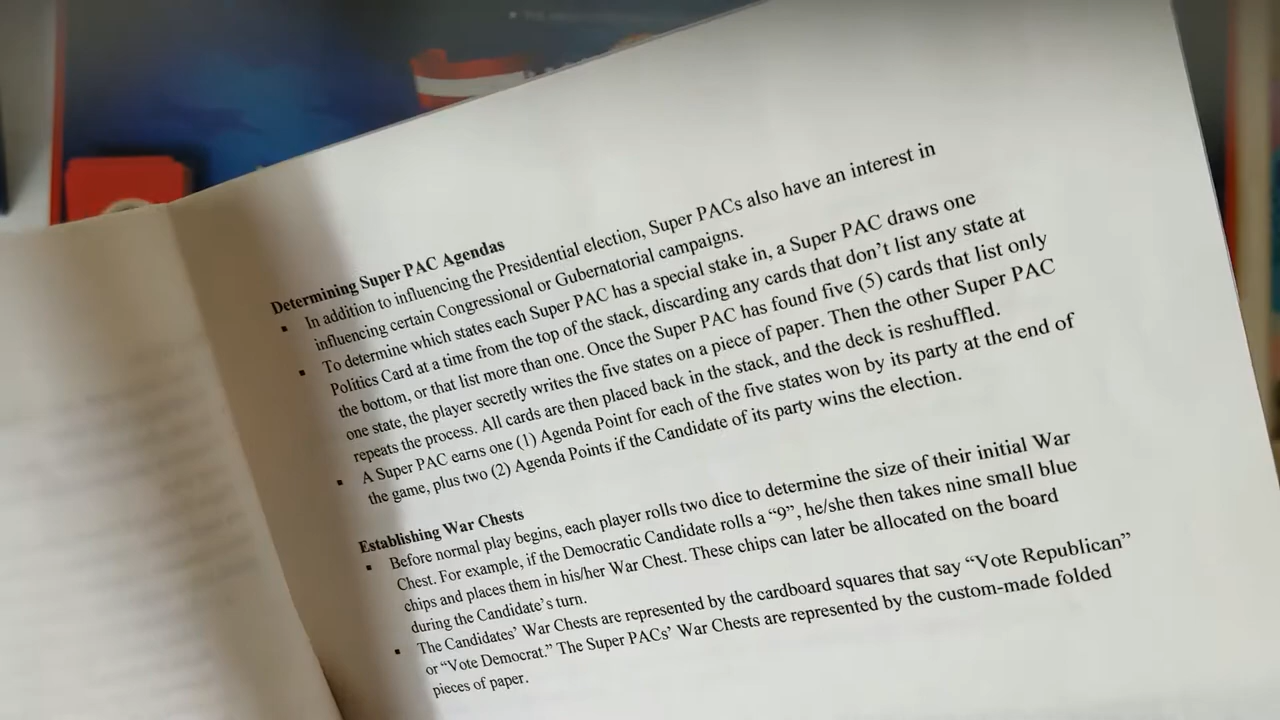 Determining Super PAC Agendas
▪ In addition to influencing the Presidential election, Super PACs also have an interest in
influencing certain Congressional or Gubernatorial campaigns.
▪ To determine which states each Super PAC has a special stake in, a Super PAC draws one
Politics Card at a time from the top of the stack, discarding any cards that don’t list any state at
the bottom, or that list more than one. Once the Super PAC has found five (5) cards that list only
one state, the player secretly writes the five states on a piece of paper. Then the other Super PAC
repeats the process. All cards are then placed back in the stack, and the deck is reshuffled.
▪ A Super PAC earns one (1) Agenda Point for each of the five states won by its party at the end of
the game, plus two (2) Agenda Points if the Candidate of its party wins the election.
Establishing War Chests
▪ Before normal play begins, each player rolls two dice to determine the size of their initial War
Chest. For example, if the Democratic Candidate rolls a “9”, he/she then takes nine small blue
chips and places them in his/her War Chest. These chips can later be allocated on the board
during the Candidate’s turn.
▪ The Candidates’ War Chests are represented by the cardboard squares that say “Vote Republican”
or “Vote Democrat.” The Super PACs’ War Chests are represented by the custom-made folded
pieces of paper.